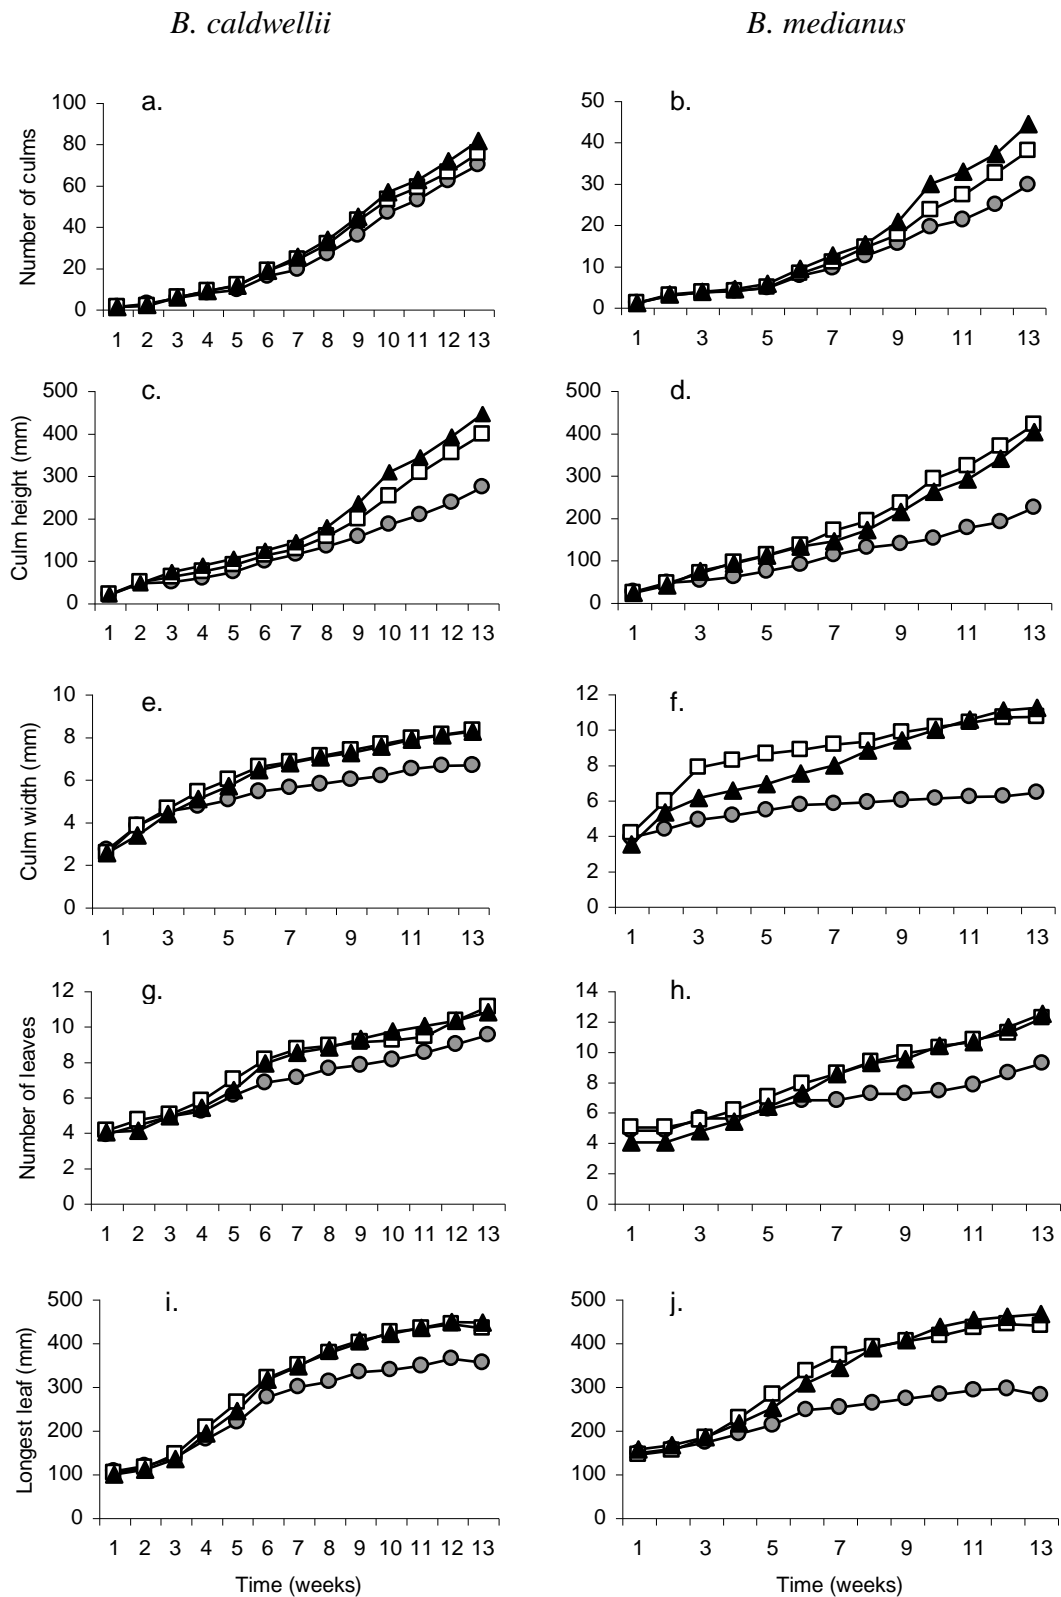 B. caldwellii
B. medianus
a.
Number of culms
100
80
60
40
20
0
1 2 3 4 5 6 7 8 9 10 11 12 13
b.
50
40
30
20
10
0
1 3 5 7 9 11 13
c.
Culm height (mm)
500
400
300
200
100
0
1 2 3 4 5 6 7 8 9 10 11 12 13
d.
500
400
300
200
100
0
1 3 5 7 9 11 13
e.
Culm width (mm)
10
8
6
4
2
0
1 3 5 7 9 11 13
f.
12
10
8
6
4
2
0
1 3 5 7 9 11 13
g.
Number of leaves
12
10
8
6
4
2
0
1 2 3 4 5 6 7 8 9 10 11 12 13
h.
14
12
10
8
6
4
2
0
1 3 5 7 9 11 13
i.
Longest leaf (mm)
500
400
300
200
100
0
1 2 3 4 5 6 7 8 9 10 11 12 13
Time (weeks)
j.
500
400
300
200
100
0
1 3 5 7 9 11 13
Time (weeks)